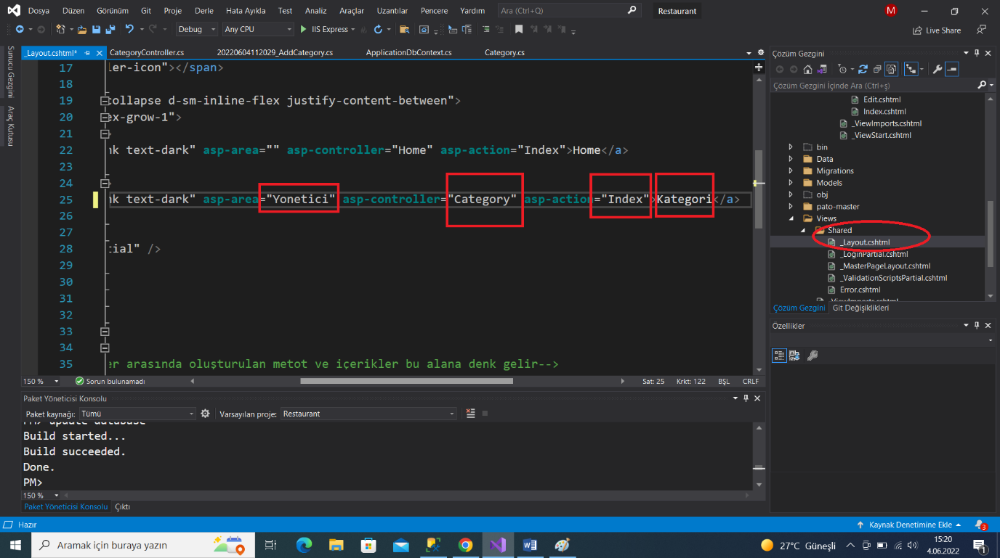 Dosya Düzen Görünüm Git Proje Derle Hata Ayıkla Test Analiz Araçlar Uzantılar Pencere Yardım Ara (Ctrl+Q) Restaurant M
Debug Any CPU IIS Express Live Share
Sunucu Gezgini
Araç Kutusu
_Layout.cshtml* CategoryController.cs 20220604112029_AddCategory.cs ApplicationDbContext.cs Category.cs
17 ler-icon"></span>
18
19 collapse d-sm-inline-flex justify-content-between">
20 ex-grow-1">
21
22 nk text-dark" asp-area="" asp-controller="Home" asp-action="Index">Home</a>
23
24
25 nk text-dark" asp-area="Yonetici" asp-controller="Category" asp-action="Index">Kategori</a>
26
27
28 tial" />
29
30
31
32
33
34
35 er arasında oluşturulan metot ve içerikler bu alana denk gelir-->
150 % Sorun bulunamadı Sat: 25 Krkt: 122 BŞL CRLF
Paket Yöneticisi Konsolu
Paket kaynağı: Tümü Varsayılan proje: Restaurant
PM> update database
Build started...
Build succeeded.
Done.
PM>
150 %
Paket Yöneticisi Konsolu Çıktı
Çözüm Gezgini
Çözüm Gezgini İçinde Ara (Ctrl+ş)
Edit.cshtml
Index.cshtml
_ViewImports.cshtml
_ViewStart.cshtml
bin
Data
Migrations
Models
obj
pato-master
Views
Shared
_Layout.cshtml
_LoginPartial.cshtml
_MasterPageLayout.cshtml
_ValidationScriptsPartial.cshtml
Error.cshtml
_ViewImports.cshtml
Çözüm Gezgini Git Değişiklikleri
Özellikler
Hazır Kaynak Denetimine Ekle 3
Aramak için buraya yazın 27°C Güneşli 15:20
4.06.2022 1